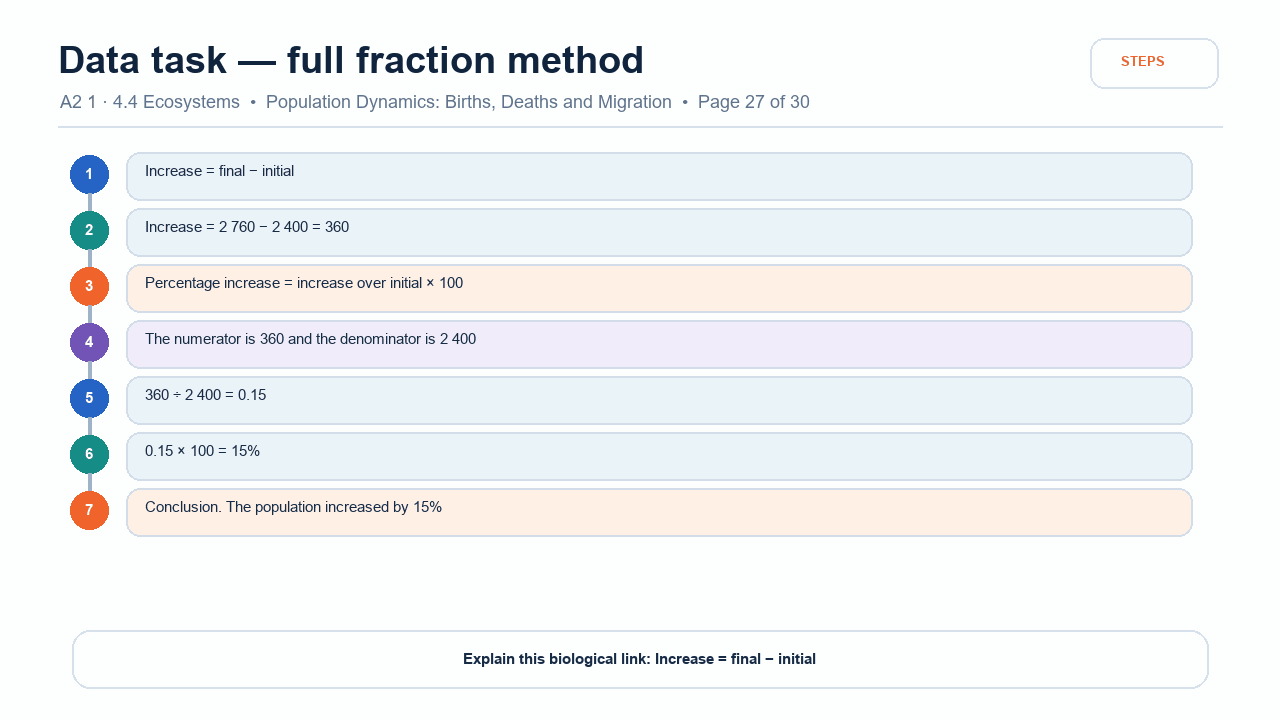 Data task — full fraction method
STEPS
A2 1 · 4.4 Ecosystems • Population Dynamics: Births, Deaths and Migration • Page 27 of 30
1 Increase = final − initial
2 Increase = 2 760 − 2 400 = 360
3 Percentage increase = increase over initial × 100
4 The numerator is 360 and the denominator is 2 400
5 360 ÷ 2 400 = 0.15
6 0.15 × 100 = 15%
7 Conclusion. The population increased by 15%
Explain this biological link: Increase = final − initial